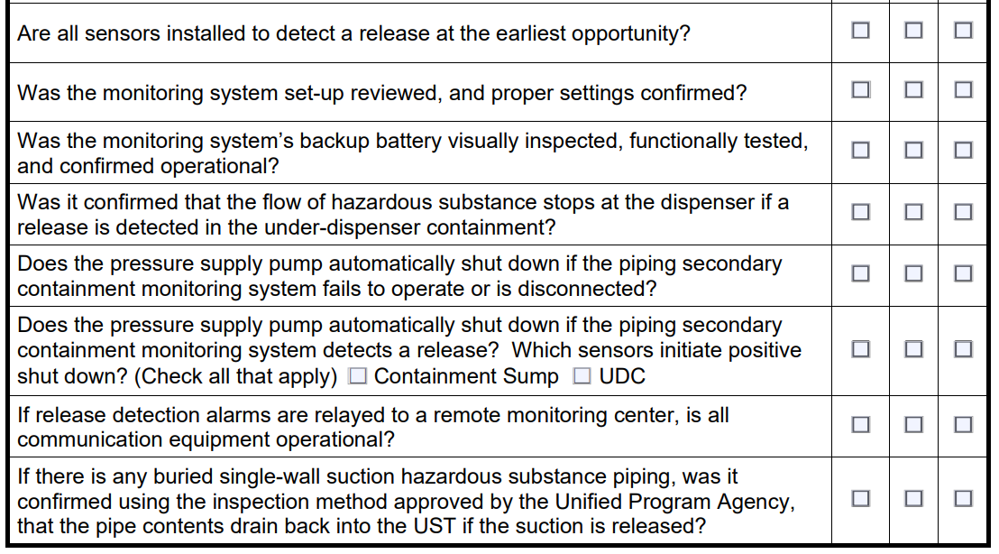 Are all sensors installed to detect a release at the earliest opportunity?
Was the monitoring system set-up reviewed, and proper settings confirmed?
Was the monitoring system’s backup battery visually inspected, functionally tested,
and confirmed operational?
Was it confirmed that the flow of hazardous substance stops at the dispenser if a
release is detected in the under-dispenser containment?
Does the pressure supply pump automatically shut down if the piping secondary
containment monitoring system fails to operate or is disconnected?
Does the pressure supply pump automatically shut down if the piping secondary
containment monitoring system detects a release?  Which sensors initiate positive
shut down? (Check all that apply) ☐ Containment Sump ☐ UDC
If release detection alarms are relayed to a remote monitoring center, is all
communication equipment operational?
If there is any buried single-wall suction hazardous substance piping, was it
confirmed using the inspection method approved by the Unified Program Agency,
that the pipe contents drain back into the UST if the suction is released?